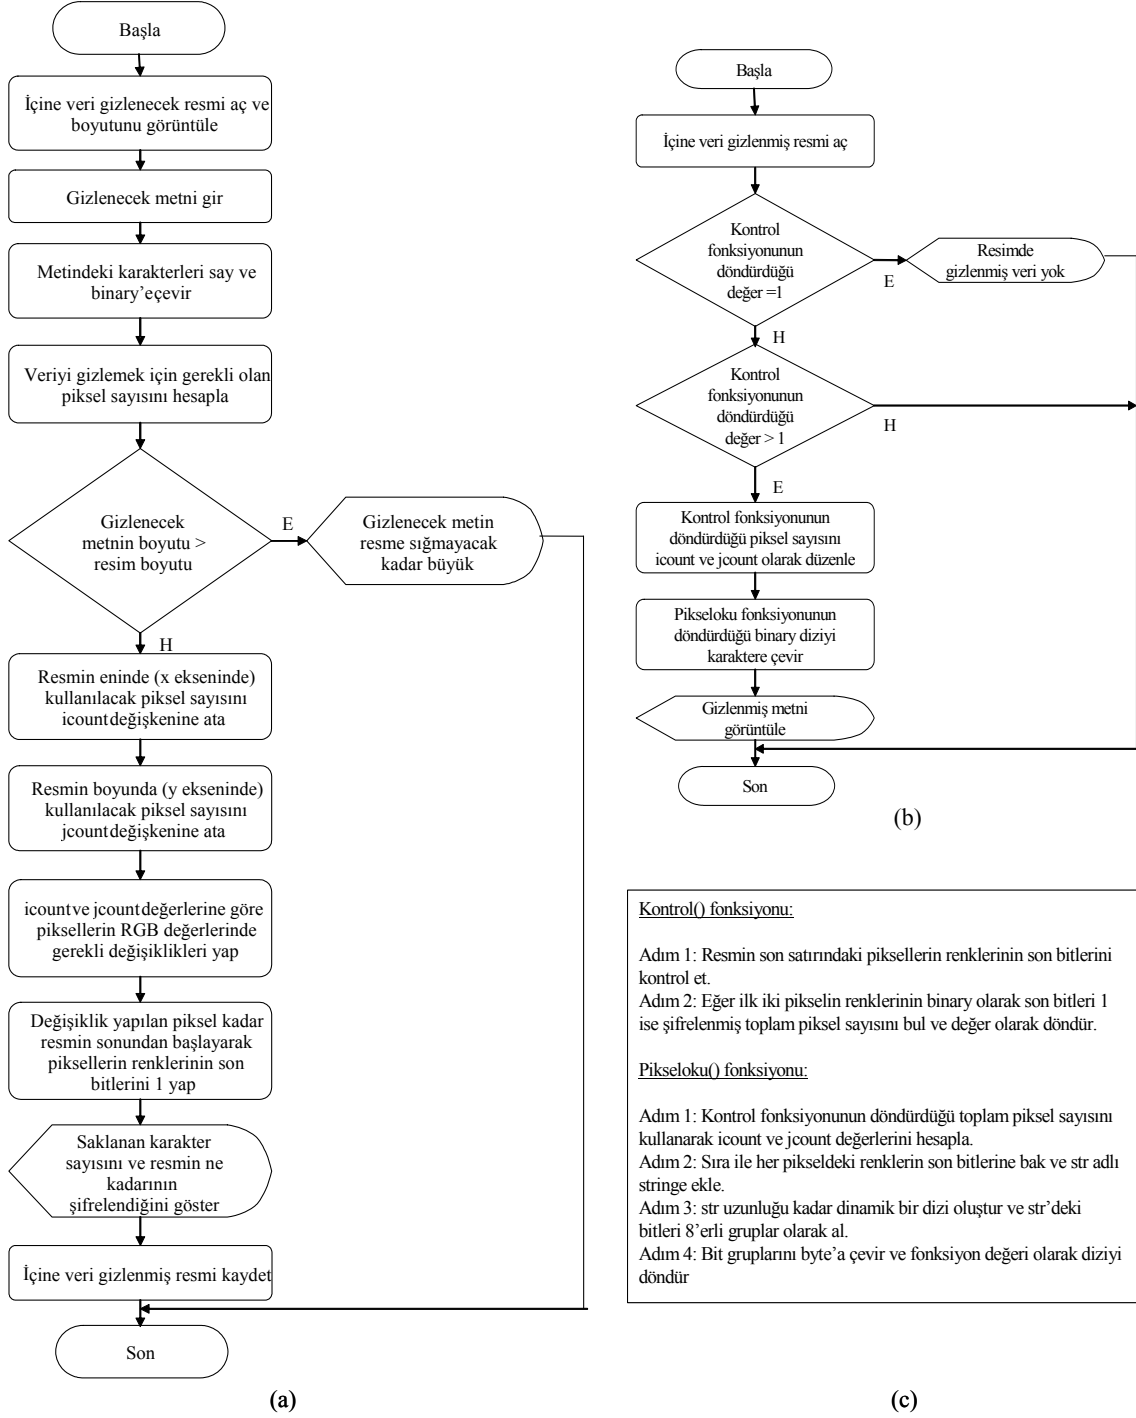 Başla
İçine veri gizlenecek resmi aç ve
boyutunu görüntüle
Gizlenecek metni gir
Metindeki karakterleri say ve
binary'eçevir
Veriyi gizlemek için gerekli olan
piksel sayısını hesapla
Gizlenecek
metnin boyutu >
resim boyutu
E
Gizlenecek metin
resme sığmayacak
kadar büyük
H
Resmin eninde (x ekseninde)
kullanılacak piksel sayısını
icount değişkenine ata
Resmin boyunda (y ekseninde)
kullanılacak piksel sayısını
jcount değişkenine ata
icount ve jcount değerlerine göre
piksellerin RGB değerlerinde
gerekli değişiklikleri yap
Değişiklik yapılan piksel kadar
resmin sonundan başlayarak
piksellerin renklerinin son
bitlerini 1 yap
Saklanan karakter
sayısını ve resmin ne
kadarının
şifrelendiğini göster
İçine veri gizlenmiş resmi kaydet
Son
(a)
Başla
İçine veri gizlenmiş resmi aç
Kontrol
fonksiyonunun
döndürdüğü
değer =1
E
Resimde
gizlenmiş veri yok
H
Kontrol
fonksiyonunun
döndürdüğü
değer > 1
H
E
Kontrol fonksiyonunun
döndürdüğü piksel sayısını
icount ve jcount olarak düzenle
Pikseloku fonksiyonunun
döndürdüğü binary diziyi
karaktere çevir
Gizlenmiş metni
görüntüle
Son
(b)
Kontrol() fonksiyonu:
Adım 1: Resmin son satırındaki piksellerin renklerinin son bitlerini
kontrol et.
Adım 2: Eğer ilk iki pikselin renklerinin binary olarak son bitleri 1
ise şifrelenmiş toplam piksel sayısını bul ve değer olarak döndür.
Pikseloku() fonksiyonu:
Adım 1: Kontrol fonksiyonunun döndürdüğü toplam piksel sayısını
kullanarak icount ve jcount değerlerini hesapla.
Adım 2: Sıra ile her pikseldeki renklerin son bitlerine bak ve str adlı
stringe ekle.
Adım 3: str uzunluğu kadar dinamik bir dizi oluştur ve str'deki
bitleri 8'erli gruplar olarak al.
Adım 4: Bit gruplarını byte'a çevir ve fonksiyon değeri olarak diziyi
döndür
(c)